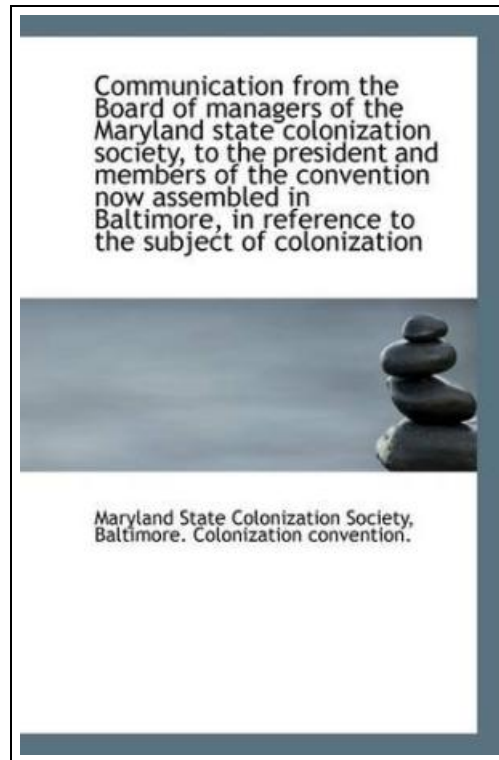 Communication from the
Board of managers of the
Maryland state colonization
society, to the president and
members of the convention
now assembled in
Baltimore, in reference to
the subject of colonization
Maryland State Colonization Society,
Baltimore. Colonization convention.